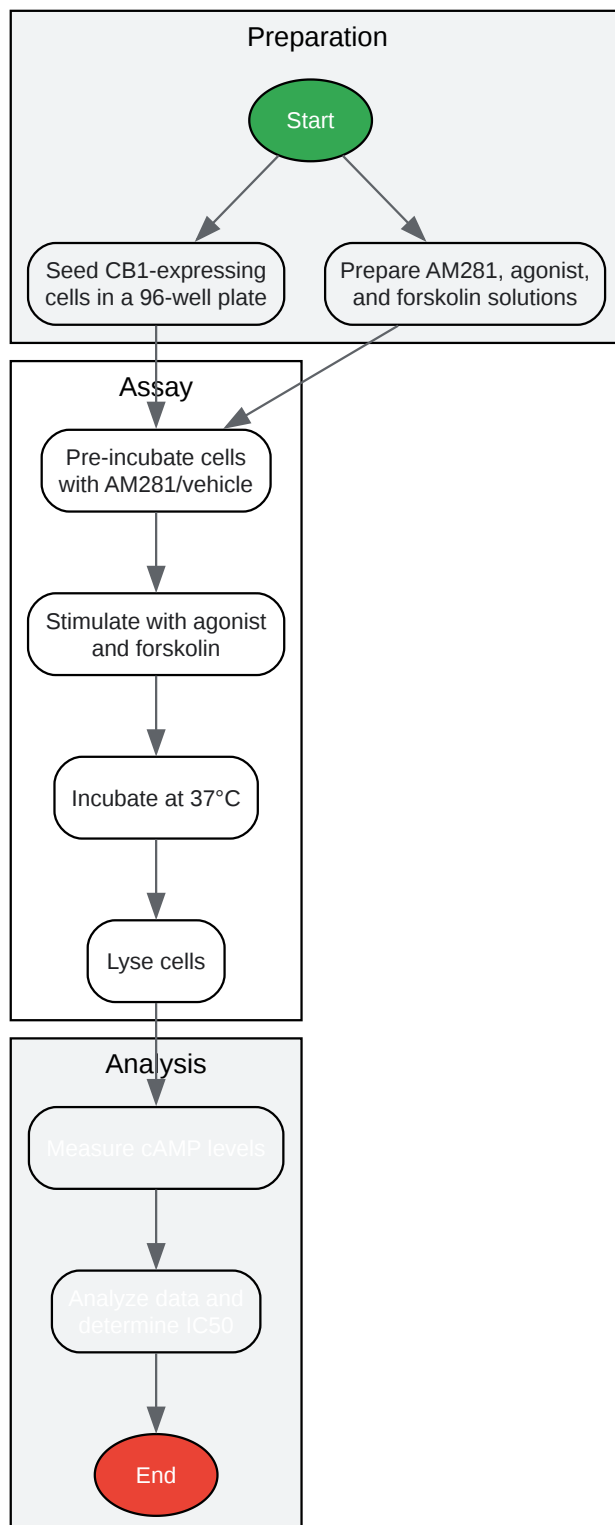 Preparation
Start
Seed CB1-expressing
cells in a 96-well plate
Prepare AM281, agonist,
and forskolin solutions
Assay
Pre-incubate cells
with AM281/vehicle
Stimulate with agonist
and forskolin
Incubate at 37°C
Lyse cells
Analysis
Measure cAMP levels
Analyze data and
determine IC50
End